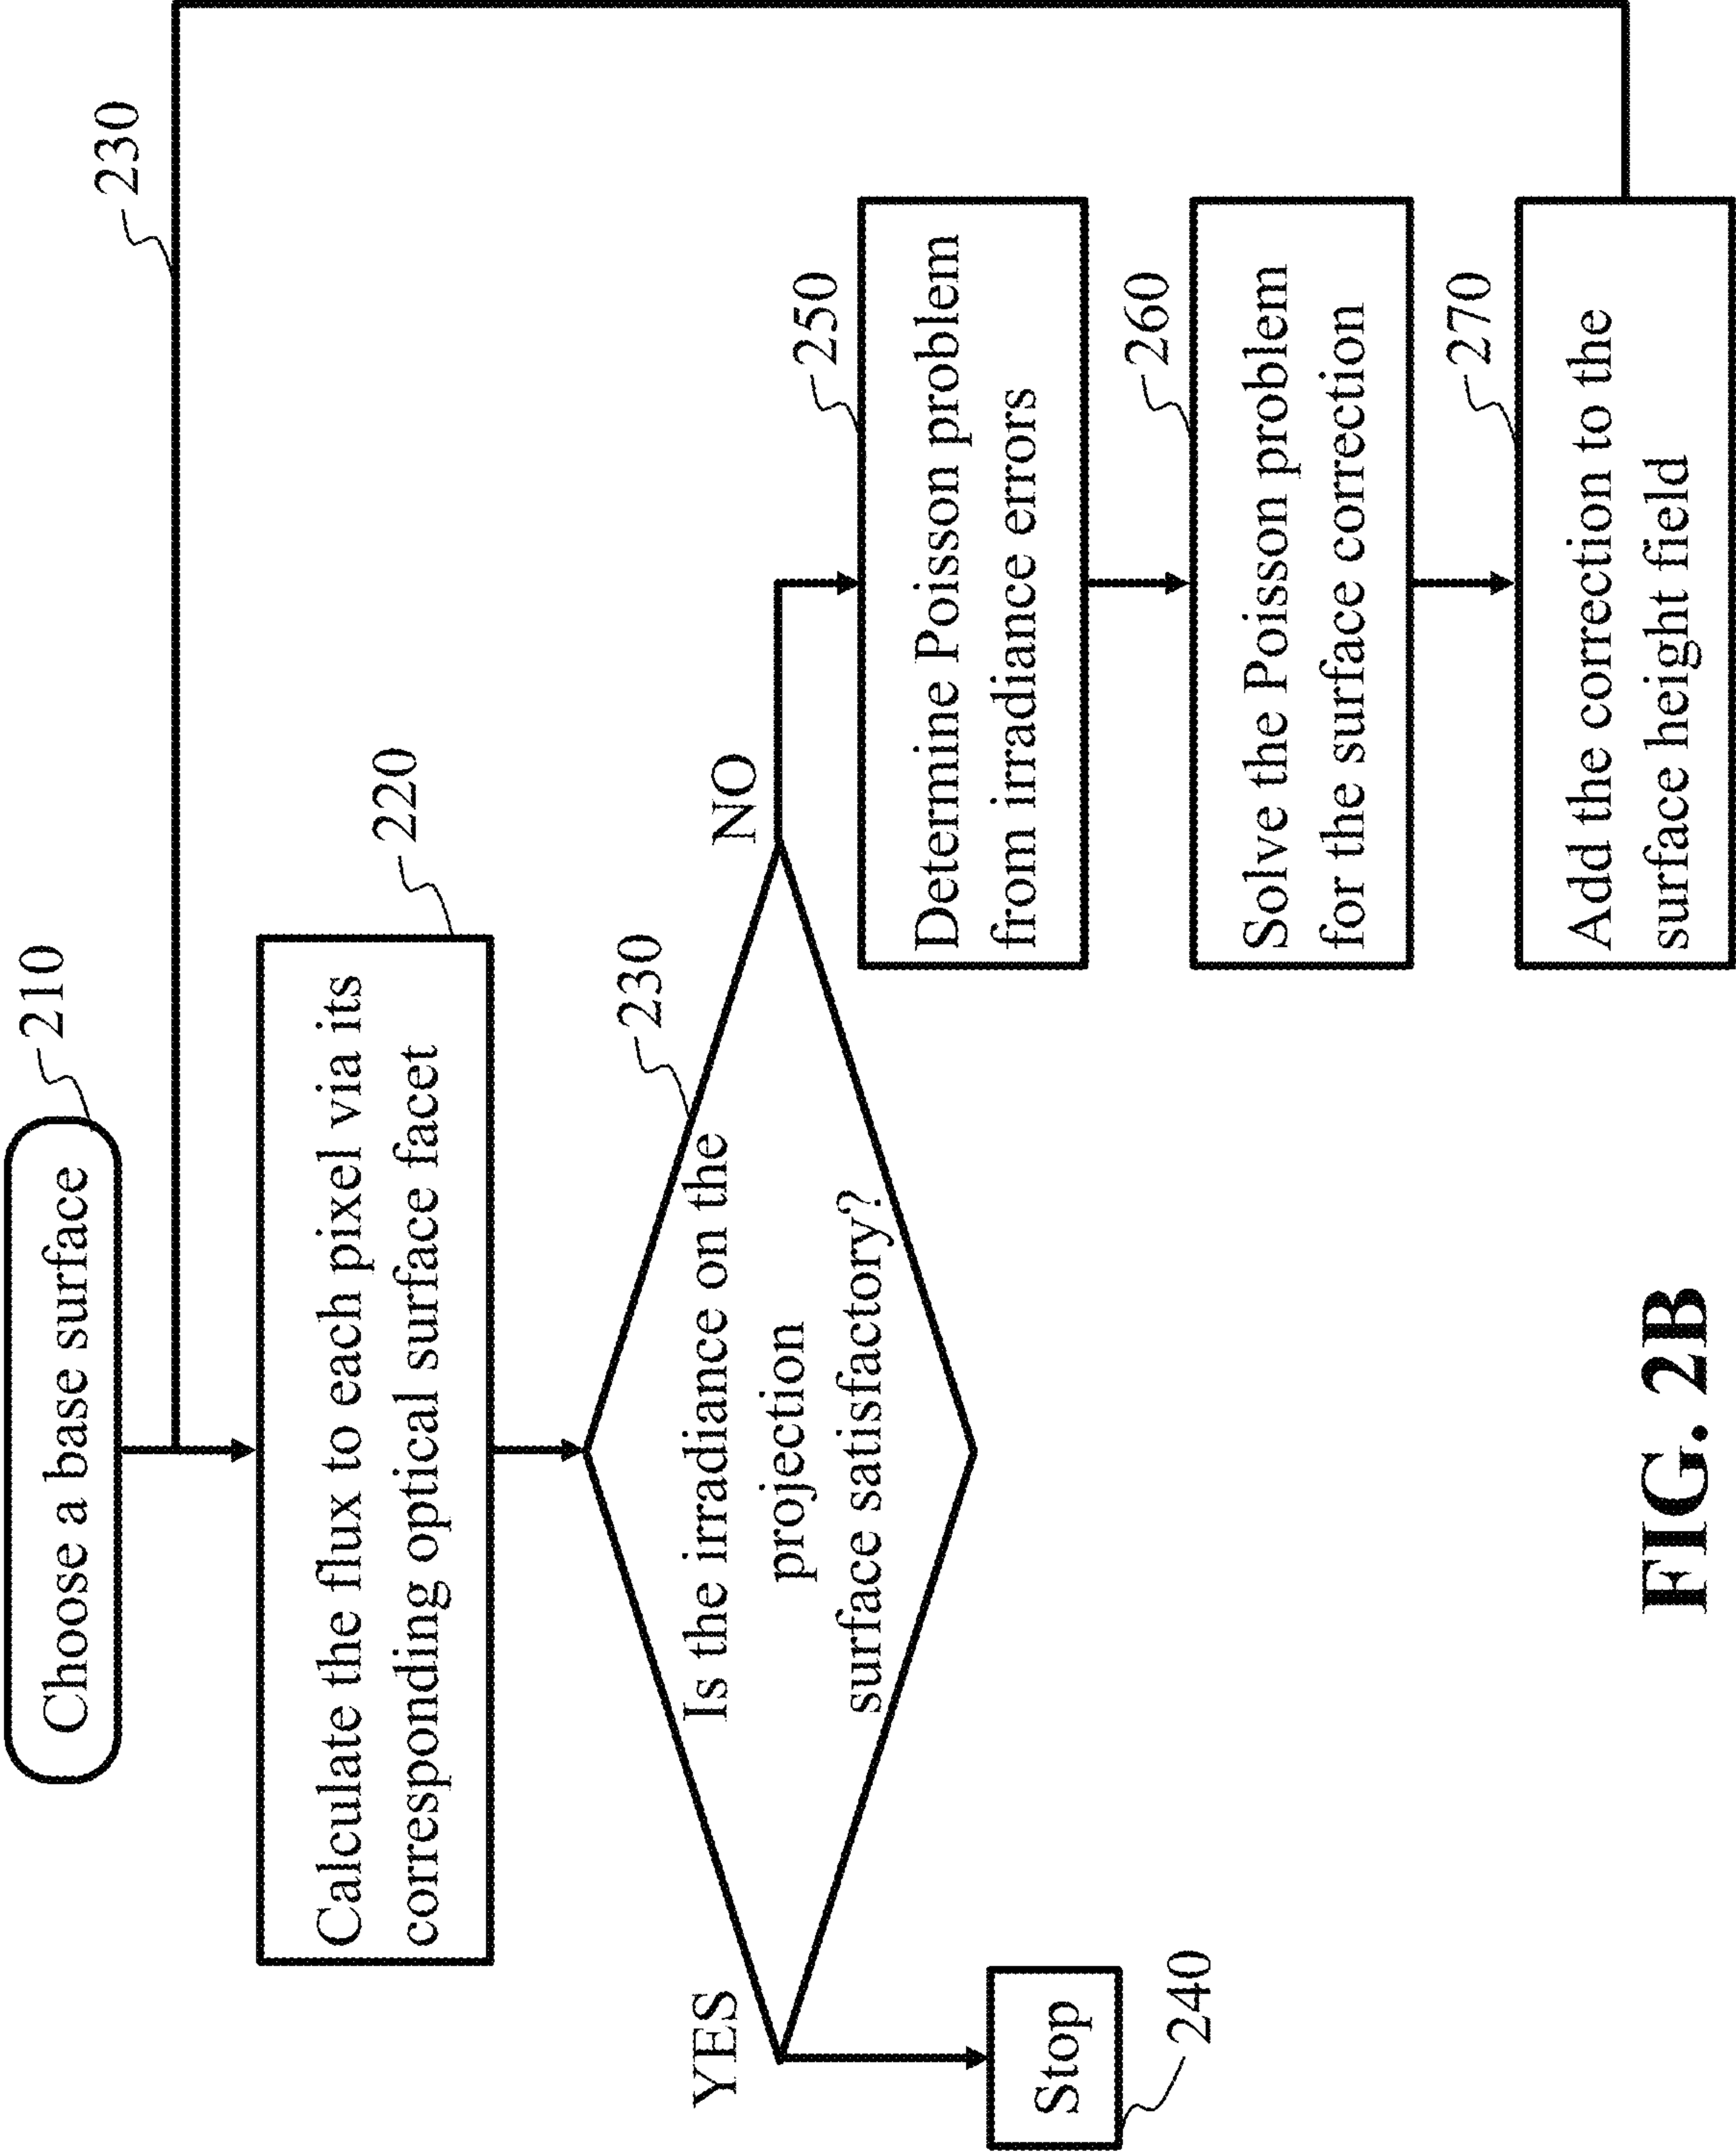 Choose a base surface
210
230
Calculate the flux to each pixel via its
corresponding optical surface facet
220
Is the irradiance on the
projection
surface satisfactory?
230
YES
NO
Stop
240
Determine Poisson problem
from irradiance errors
250
Solve the Poisson problem
for the surface correction
260
Add the correction to the
surface height field
270
FIG. 2B